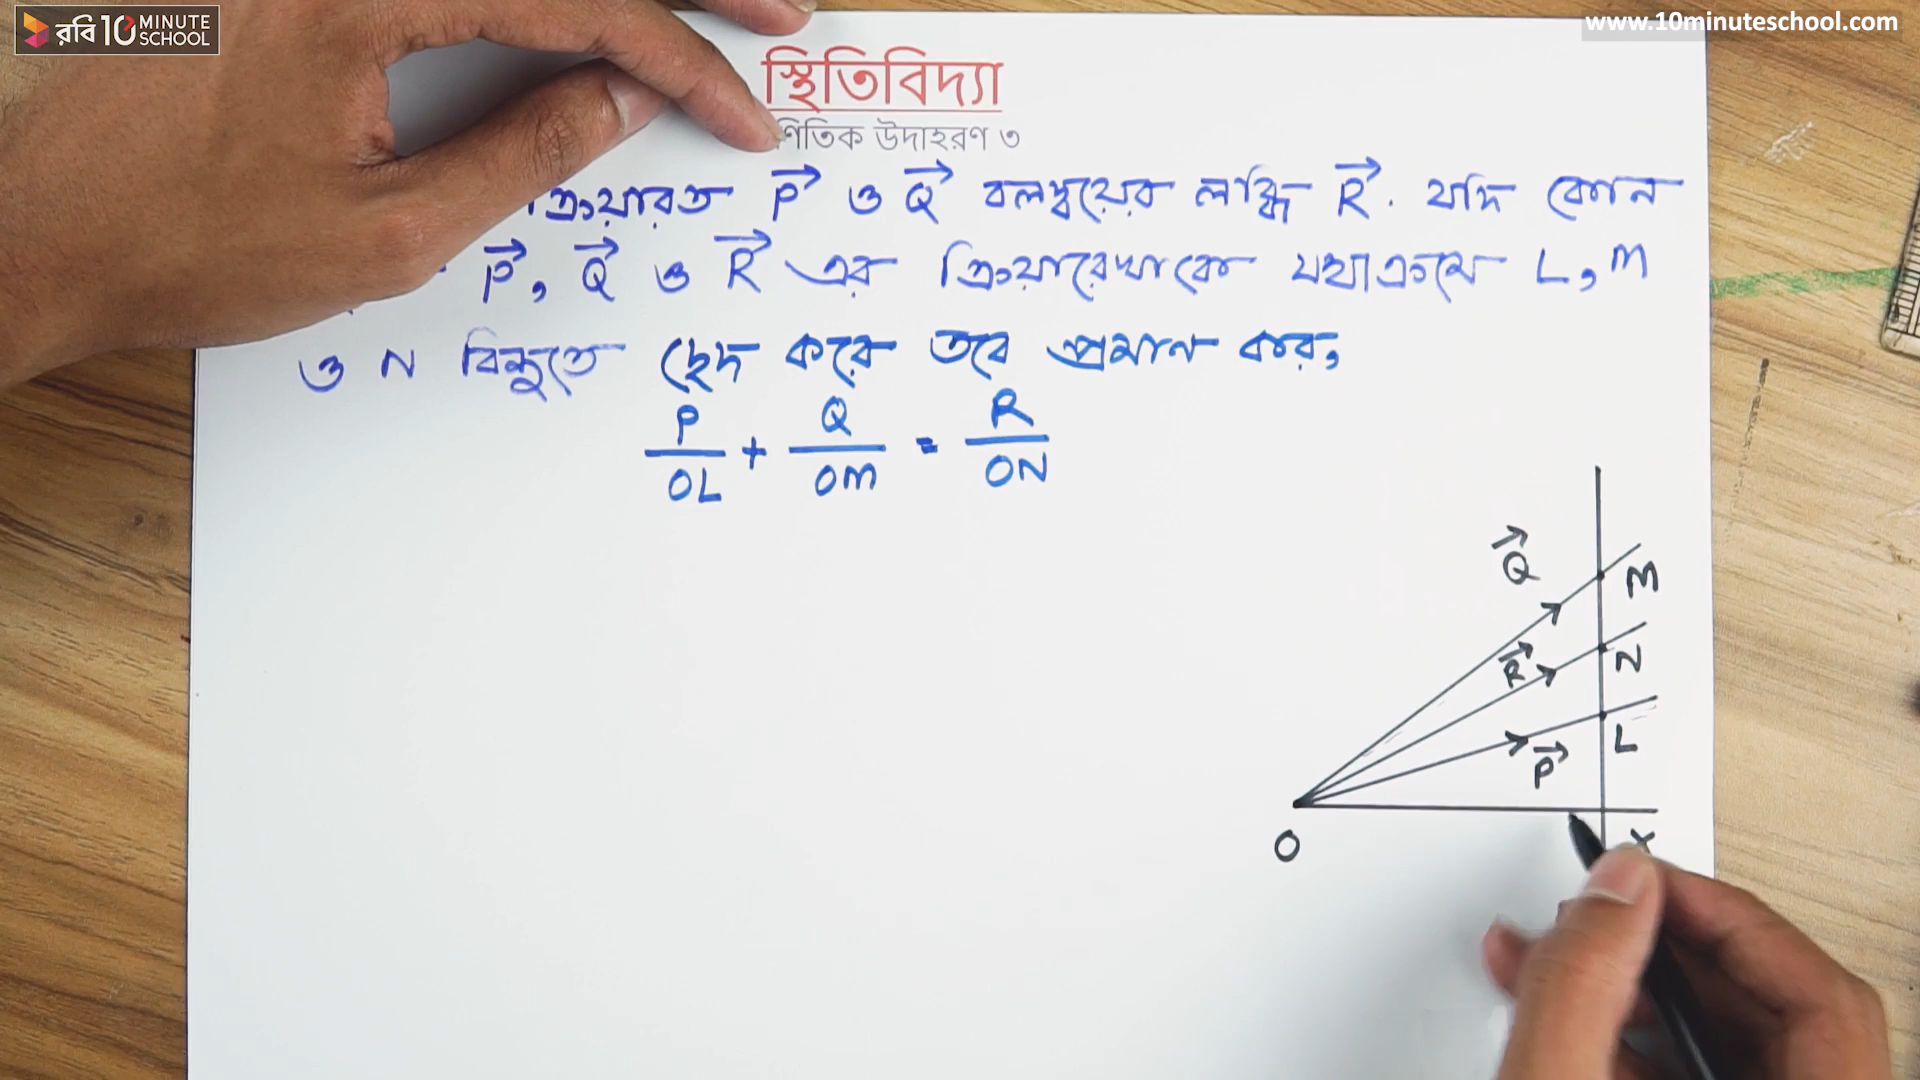 রবি 10 MINUTE SCHOOL
www.10minuteschool.com
স্থিতিবিদ্যা
ণিতিক উদাহরণ ৩
ক্রিয়ারত P ও Q বলদ্বয়ের লব্ধি R. যদি কোন
P, Q ও R এর ক্রিয়ারেখাকে যথাক্রমে L, M
ও N বিন্দুতে ছেদ করে তবে প্রমান কর,
P/OL + Q/OM = R/ON
Q
M
R
N
L
P
O